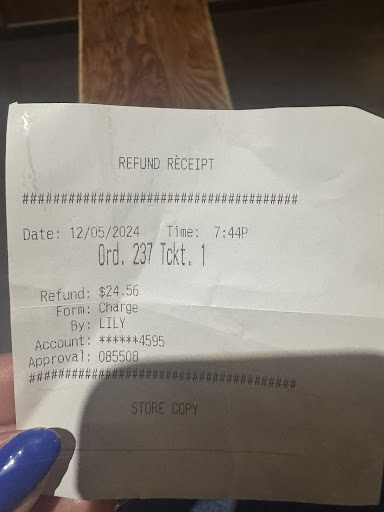 REFUND RECEIPT
####################################
Date: 12/05/2024 Time: 7:44P
Ord. 237 Tckt. 1
Refund: $24.56
Form: Charge
By: LILY
Account: ******4595
Approval: 085508
####################################
STORE COPY